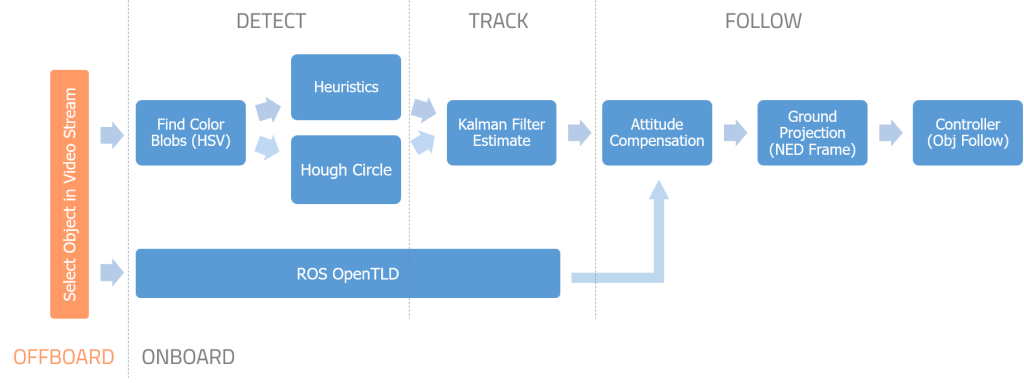 DETECT
TRACK
FOLLOW
Select Object in Video Stream
Find Color
Blobs (HSV)
Heuristics
Hough Circle
Kalman Filter
Estimate
Attitude
Compensation
Ground
Projection
(NED Frame)
Controller
(Obj Follow)
ROS OpenTLD
OFFBOARD
ONBOARD